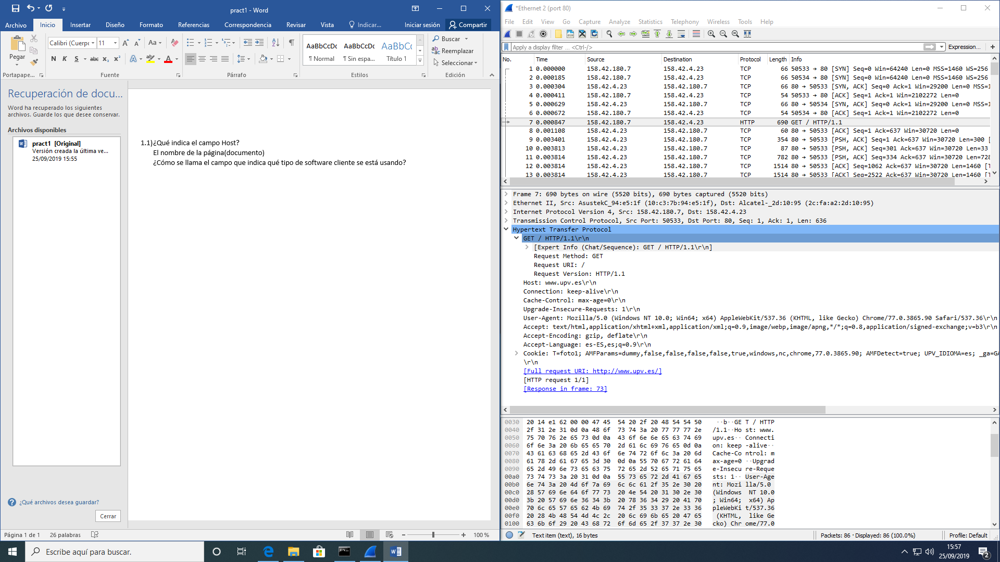 pract1 - Word
Archivo Inicio Insertar Diseño Formato Referencias Correspondencia Revisar Vista Indicar... Iniciar sesión Compartir
Pegar
Calibri (Cuerpo 11
Aa
N K S abc x₂ x²
AaBbCcDc AaBbCcDc AaBbCc
¶ Normal ¶ Sin espa... Título 1
Buscar
Reemplazar
Seleccionar
Portapape... Fuente Párrafo Estilos Edición
Recuperación de docu...
Word ha recuperado los siguientes
archivos. Guarde los que desee conservar.
Archivos disponibles
pract1 [Original]
Versión creada la última ve...
25/09/2019 15:55
¿Qué archivos desea guardar?
Cerrar
1.1)¿Qué indica el campo Host?
El nombre de la página(documento)
¿Cómo se llama el campo que indica qué tipo de software cliente se está usando?
Página 1 de 1 26 palabras 100 %
*Ethernet 2 (port 80)
File Edit View Go Capture Analyze Statistics Telephony Wireless Tools Help
Apply a display filter ... <Ctrl-/> Expression... +
No. Time Source Destination Protocol Length Info
1 0.000000 158.42.180.7 158.42.4.23 TCP 66 50533 → 80 [SYN] Seq=0 Win=64240 Len=0 MSS=1460 WS=256
2 0.000185 158.42.180.7 158.42.4.23 TCP 66 50534 → 80 [SYN] Seq=0 Win=64240 Len=0 MSS=1460 WS=256
3 0.000304 158.42.4.23 158.42.180.7 TCP 66 80 → 50533 [SYN, ACK] Seq=0 Ack=1 Win=29200 Len=0 MSS=1
4 0.000411 158.42.180.7 158.42.4.23 TCP 54 50533 → 80 [ACK] Seq=1 Ack=1 Win=2102272 Len=0
5 0.000629 158.42.4.23 158.42.180.7 TCP 66 80 → 50534 [SYN, ACK] Seq=0 Ack=1 Win=29200 Len=0 MSS=1
6 0.000672 158.42.180.7 158.42.4.23 TCP 54 50534 → 80 [ACK] Seq=1 Ack=1 Win=2102272 Len=0
7 0.000847 158.42.180.7 158.42.4.23 HTTP 690 GET / HTTP/1.1
8 0.001108 158.42.4.23 158.42.180.7 TCP 60 80 → 50533 [ACK] Seq=1 Ack=637 Win=30720 Len=0
9 0.003401 158.42.4.23 158.42.180.7 TCP 354 80 → 50533 [PSH, ACK] Seq=1 Ack=637 Win=30720 Len=300 [
10 0.003813 158.42.4.23 158.42.180.7 TCP 87 80 → 50533 [PSH, ACK] Seq=301 Ack=637 Win=30720 Len=33
11 0.003814 158.42.4.23 158.42.180.7 TCP 782 80 → 50533 [PSH, ACK] Seq=334 Ack=637 Win=30720 Len=728
12 0.003814 158.42.4.23 158.42.180.7 TCP 1514 80 → 50533 [ACK] Seq=1062 Ack=637 Win=30720 Len=1460 [T
13 0.003814 158.42.4.23 158.42.180.7 TCP 1514 80 → 50533 [ACK] Seq=2522 Ack=637 Win=30720 Len=1460 [T
Frame 7: 690 bytes on wire (5520 bits), 690 bytes captured (5520 bits)
Ethernet II, Src: AsustekC_94:e5:1f (10:c3:7b:94:e5:1f), Dst: Alcatel-_2d:10:95 (2c:fa:a2:2d:10:95)
Internet Protocol Version 4, Src: 158.42.180.7, Dst: 158.42.4.23
Transmission Control Protocol, Src Port: 50533, Dst Port: 80, Seq: 1, Ack: 1, Len: 636
Hypertext Transfer Protocol
GET / HTTP/1.1\r\n
[Expert Info (Chat/Sequence): GET / HTTP/1.1\r\n]
Request Method: GET
Request URI: /
Request Version: HTTP/1.1
Host: www.upv.es\r\n
Connection: keep-alive\r\n
Cache-Control: max-age=0\r\n
Upgrade-Insecure-Requests: 1\r\n
User-Agent: Mozilla/5.0 (Windows NT 10.0; Win64; x64) AppleWebKit/537.36 (KHTML, like Gecko) Chrome/77.0.3865.90 Safari/537.36\r\n
Accept: text/html,application/xhtml+xml,application/xml;q=0.9,image/webp,image/apng,*/*;q=0.8,application/signed-exchange;v=b3\r\n
Accept-Encoding: gzip, deflate\r\n
Accept-Language: es-ES,es;q=0.9\r\n
Cookie: T=foto1; AMFParams=dummy,false,false,false,false,true,windows,nc,chrome,77.0.3865.90; AMFDetect=true; UPV_IDIOMA=es; _ga=GA
\r\n
[Full request URI: http://www.upv.es/]
[HTTP request 1/1]
[Response in frame: 73]
0030 20 14 e1 62 00 00 47 45 54 20 2f 20 48 54 54 50 ··b··GE T / HTTP
0040 2f 31 2e 31 0d 0a 48 6f 73 74 3a 20 77 77 77 2e /1.1··Ho st: www.
0050 75 70 76 2e 65 73 0d 0a 43 6f 6e 6e 65 63 74 69 upv.es·· Connecti
0060 6f 6e 3a 20 6b 65 65 70 2d 61 6c 69 76 65 0d 0a on: keep -alive··
0070 43 61 63 68 65 2d 43 6f 6e 74 72 6f 6c 3a 20 6d Cache-Co ntrol: m
0080 61 78 2d 61 67 65 3d 30 0d 0a 55 70 67 72 61 64 ax-age=0 ··Upgrad
0090 65 2d 49 6e 73 65 63 75 72 65 2d 52 65 71 75 65 e-Insecu re-Reque
00a0 73 74 73 3a 20 31 0d 0a 55 73 65 72 2d 41 67 65 sts: 1·· User-Age
00b0 6e 74 3a 20 4d 6f 7a 69 6c 6c 61 2f 35 2e 30 20 nt: Mozi lla/5.0
00c0 28 57 69 6e 64 6f 77 73 20 4e 54 20 31 30 2e 30 (Windows NT 10.0
00d0 3b 20 57 69 6e 36 34 3b 20 78 36 34 29 20 41 70 ; Win64; x64) Ap
00e0 70 6c 65 57 65 62 4b 69 74 2f 35 33 37 2e 33 36 pleWebKi t/537.36
00f0 20 28 4b 48 54 4d 4c 2c 20 6c 69 6b 65 20 47 65 (KHTML, like Ge
0100 63 6b 6f 29 20 43 68 72 6f 6d 65 2f 37 37 2e 30 cko) Chr ome/77.0
Text item (text), 16 bytes Packets: 86 · Displayed: 86 (100.0%) Profile: Default
Escribe aquí para buscar.
15:57
25/09/2019
2